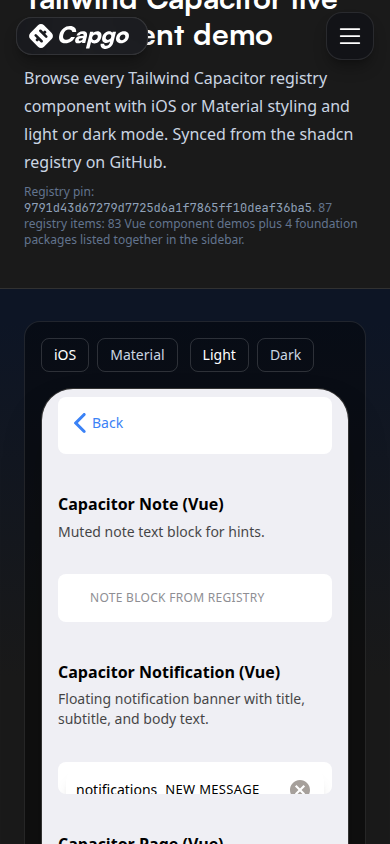 Tailwind Capacitor live
Capgo
ent demo
Browse every Tailwind Capacitor registry
component with iOS or Material styling and
light or dark mode. Synced from the shadcn
registry on GitHub.
Registry pin:
9791d43d67279d7725d6a1f7865ff10deaf36ba5. 87
registry items: 83 Vue component demos plus 4 foundation
packages listed together in the sidebar.
iOS Material Light Dark
Back
Capacitor Note (Vue)
Muted note text block for hints.
NOTE BLOCK FROM REGISTRY
Capacitor Notification (Vue)
Floating notification banner with title,
subtitle, and body text.
notifications NEW MESSAGE
Capacitor Page (Vue)